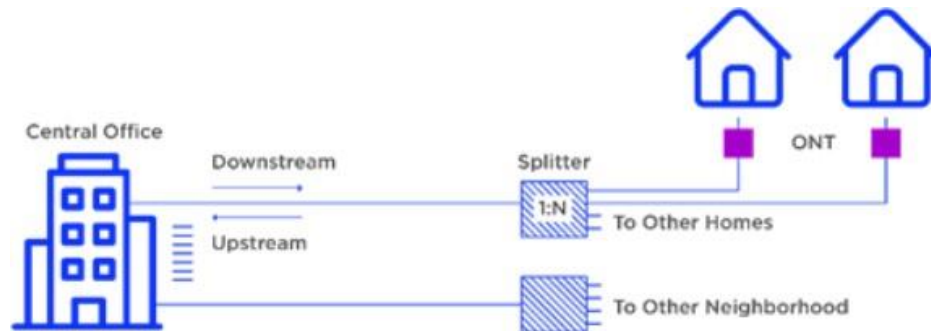 Central Office
Downstream
Upstream
Splitter
1:N
ONT
To Other Homes
To Other Neighborhood